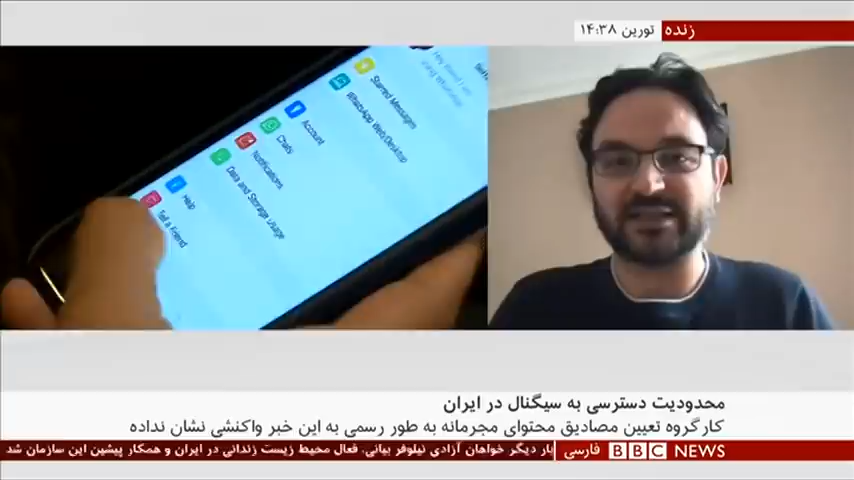 زنده تورین ۱۴:۳۸
Starred Messages
WhatsApp Web/Desktop
Account
Chats
Notifications
Data and Storage Usage
Help
Tell a Friend
محدودیت دسترسی به سیگنال در ایران
کارگروه تعیین مصادیق محتوای مجرمانه به طور رسمی به این خبر واکنشی نشان نداده
BBC NEWS فارسی
بار دیگر خواهان آزادی نیلوفر بیانی، فعال محیط زیست زندانی در ایران و همکار پیشین این سازمان شد